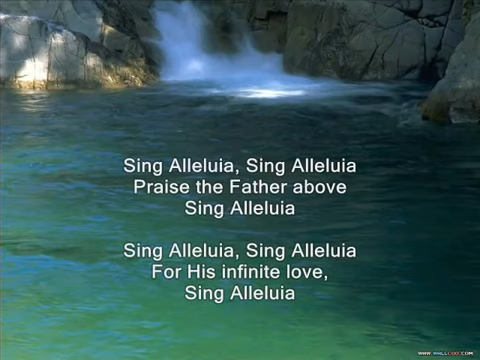 Sing Alleluia, Sing Alleluia
Praise the Father above
Sing Alleluia
Sing Alleluia, Sing Alleluia
For His infinite love,
Sing Alleluia